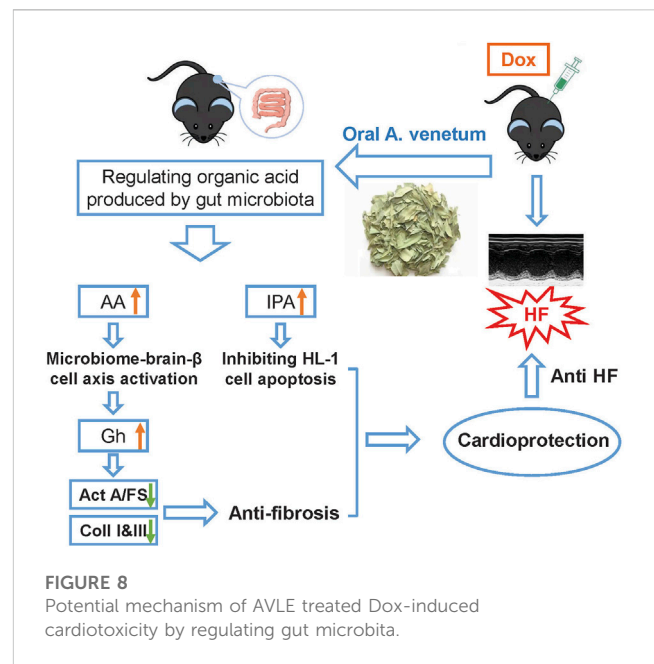 Dox
Oral A. venetum
Regulating organic acid
produced by gut microbiota
HF
AA
IPA
Microbiome-brain-β
cell axis activation
Inhibiting HL-1
cell apoptosis
Anti HF
Gh
Cardioprotection
Act A/FS
Coll I&III
Anti-fibrosis
FIGURE 8
Potential mechanism of AVLE treated Dox-induced
cardiotoxicity by regulating gut microbita.